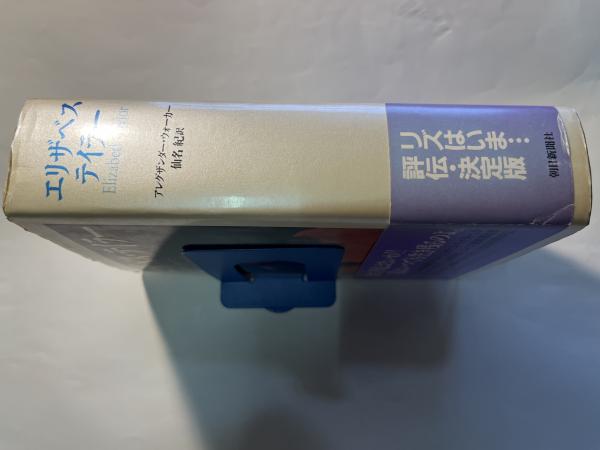 エリザベス
テイラー
Elizabeth Taylor
アレグザンダー・ウォーカー
仙名 紀訳
リズはいま…
評伝・決定版
朝日新聞社